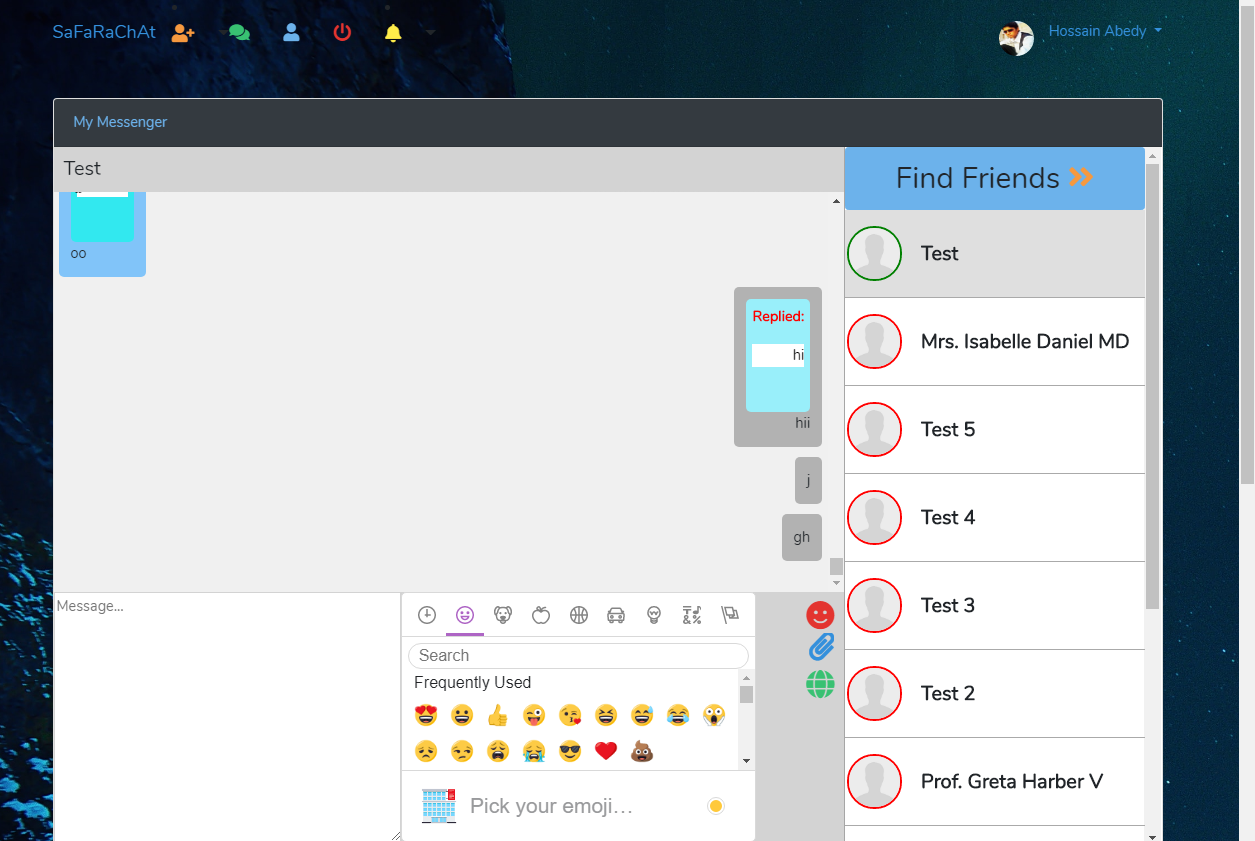 SaFaRaChAt
Hossain Abedy
My Messenger
Test
Find Friends
oo
Replied:
hi
hii
j
gh
Test
Mrs. Isabelle Daniel MD
Test 5
Test 4
Test 3
Test 2
Prof. Greta Harber V
Message...
Search
Frequently Used
Pick your emoji…